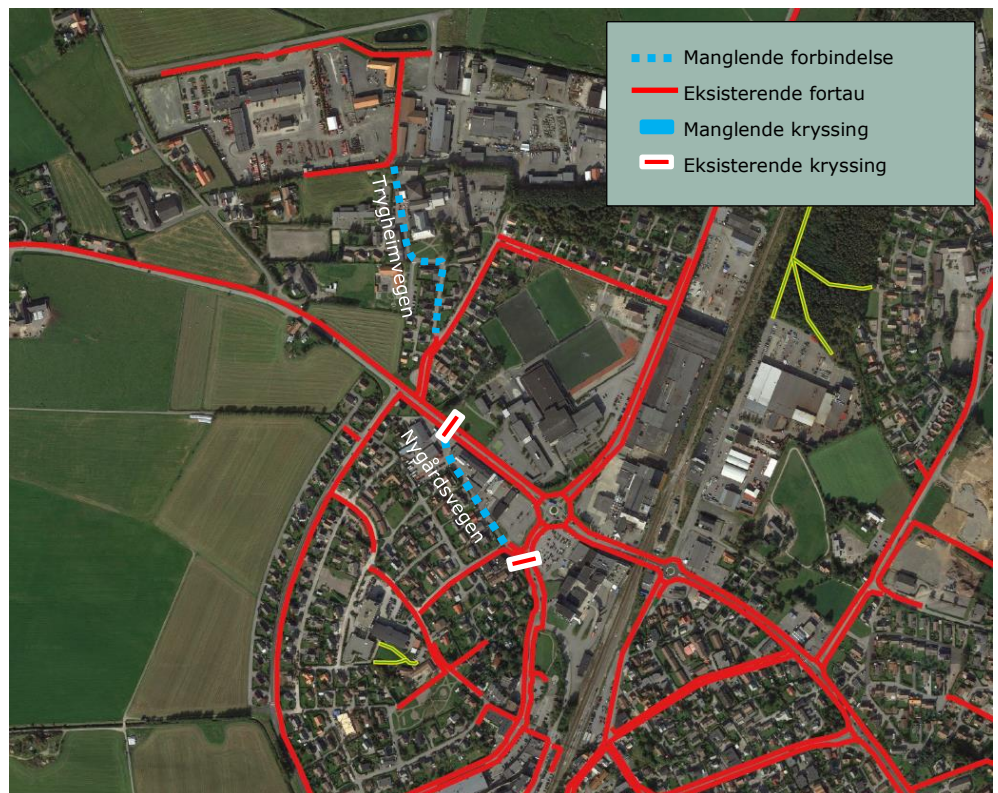 Manglende forbindelse
Eksisterende fortau
Manglende kryssing
Eksisterende kryssing
Trygheimvegen
Nygårdsvegen